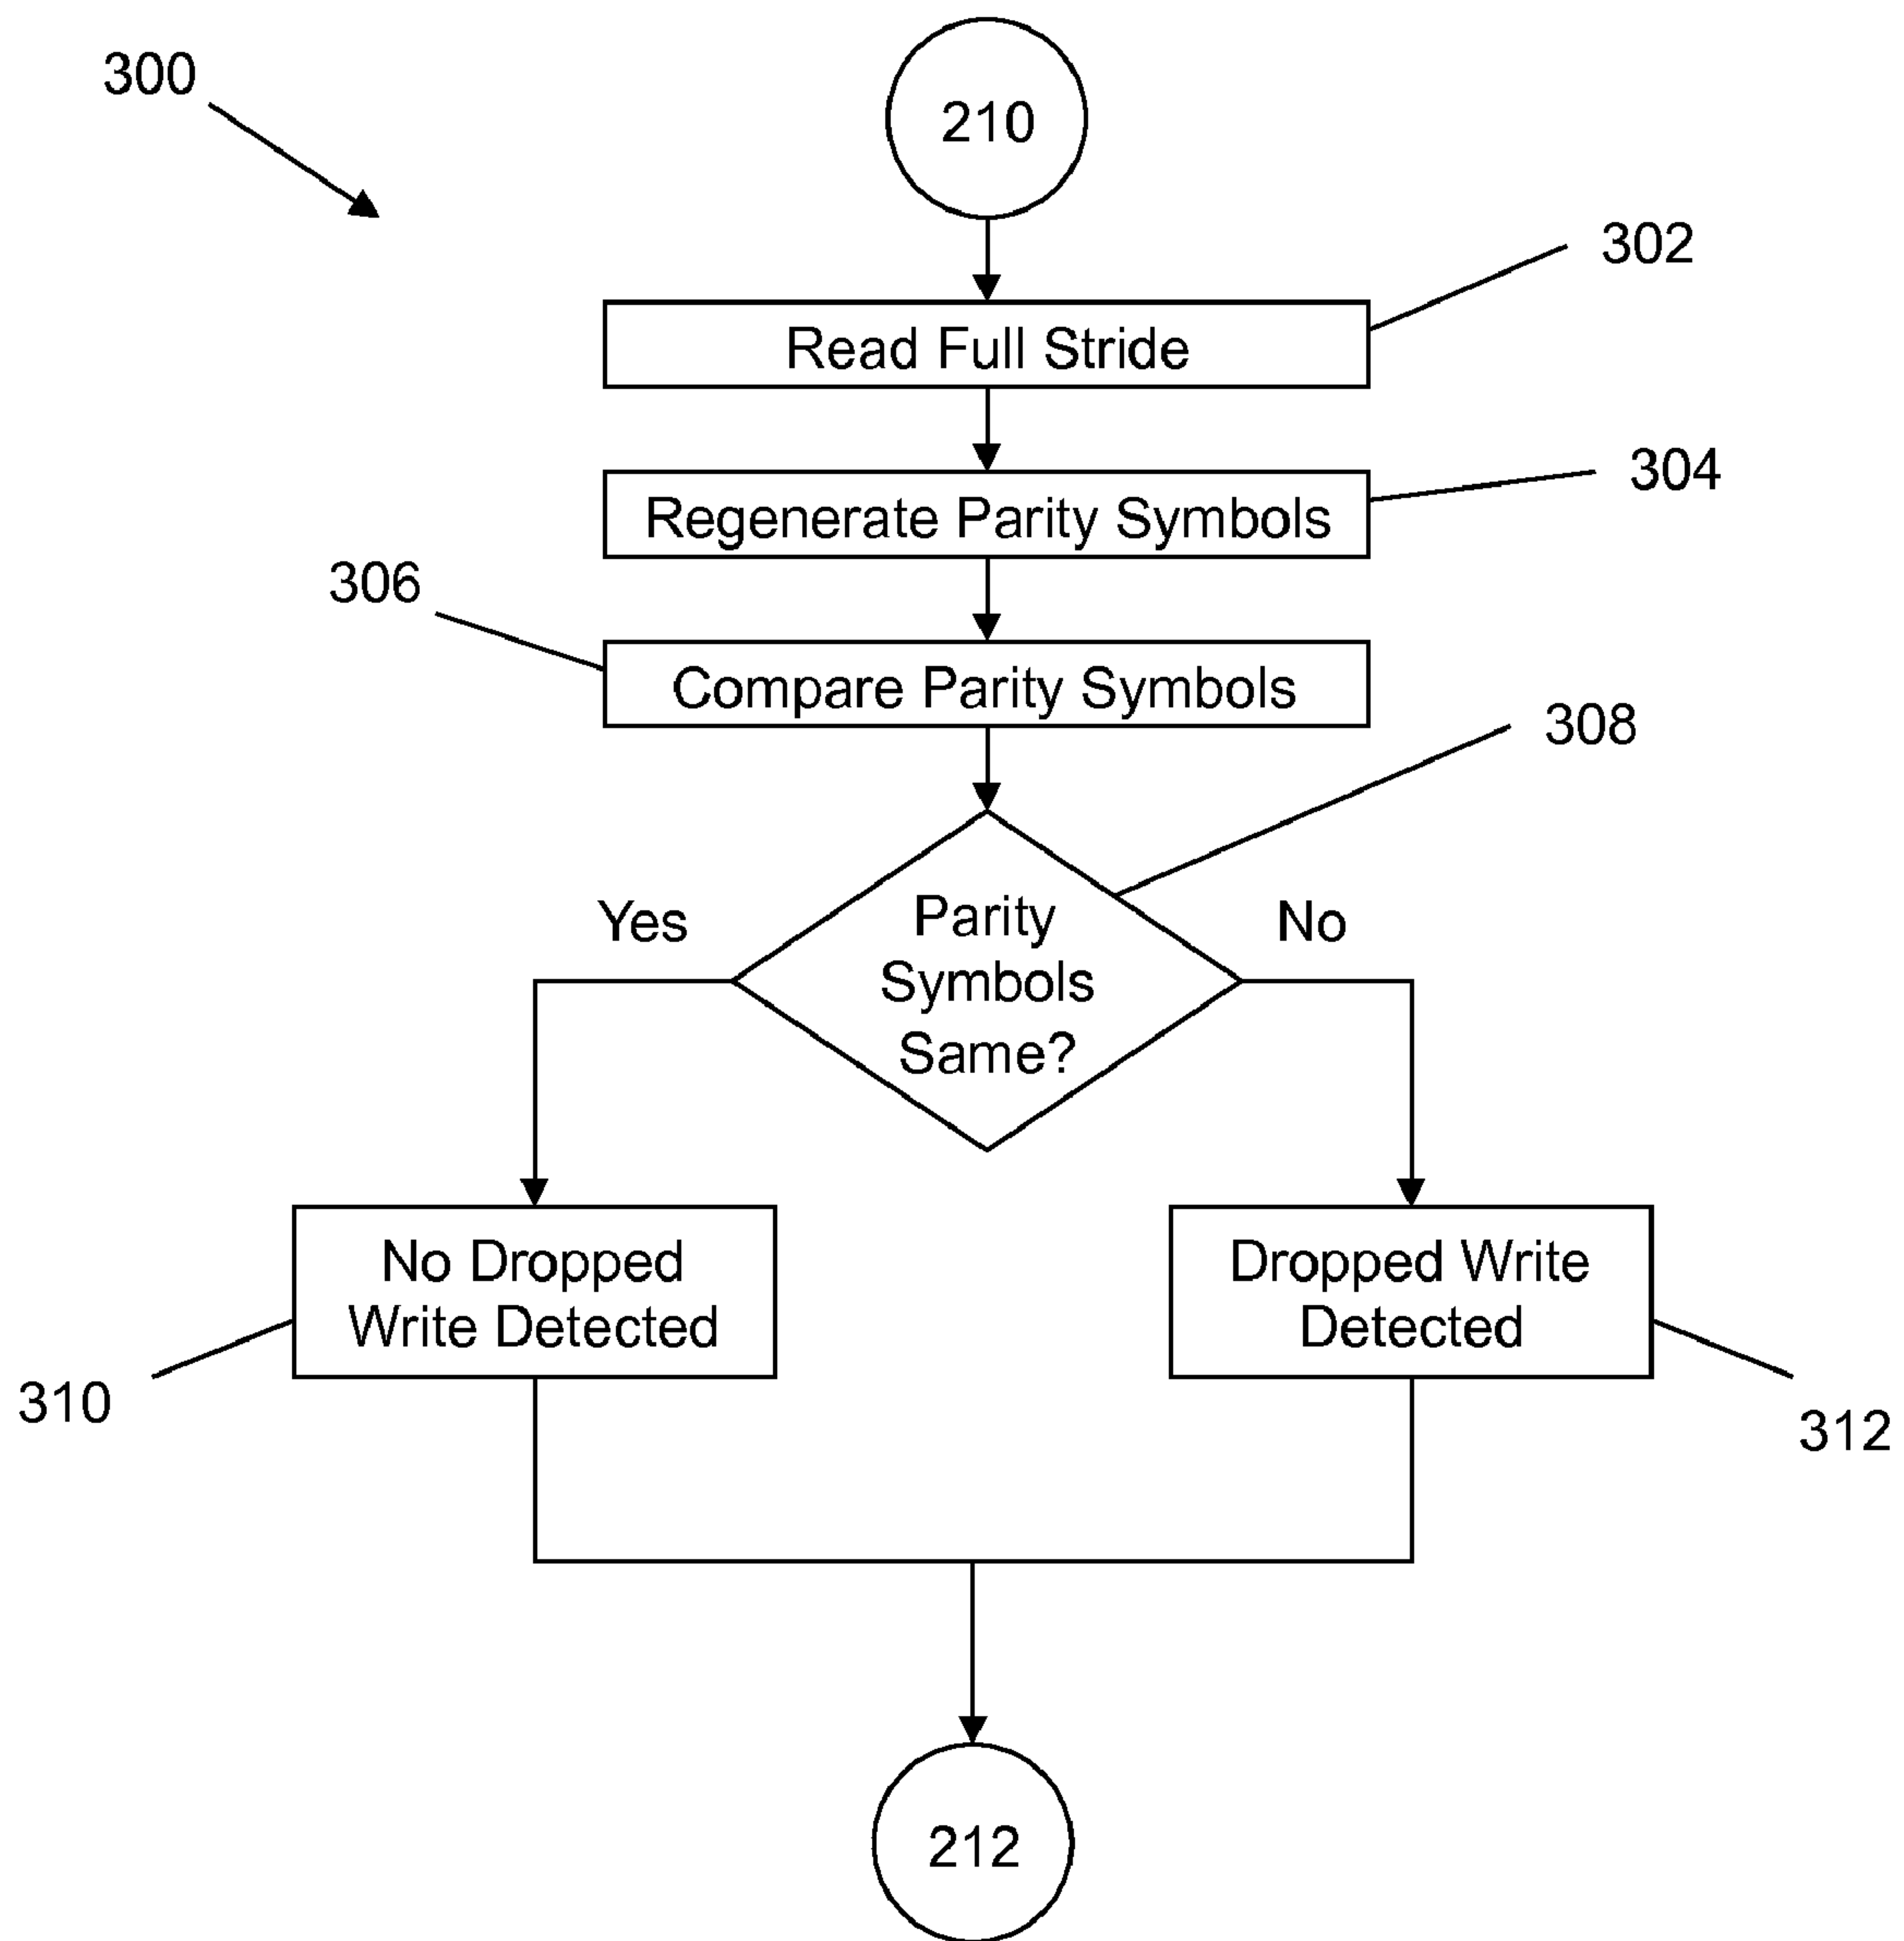 300
210
302
Read Full Stride
304
Regenerate Parity Symbols
306
Compare Parity Symbols
308
Yes
Parity
Symbols
Same?
No
No Dropped
Write Detected
Dropped Write
Detected
310
312
212